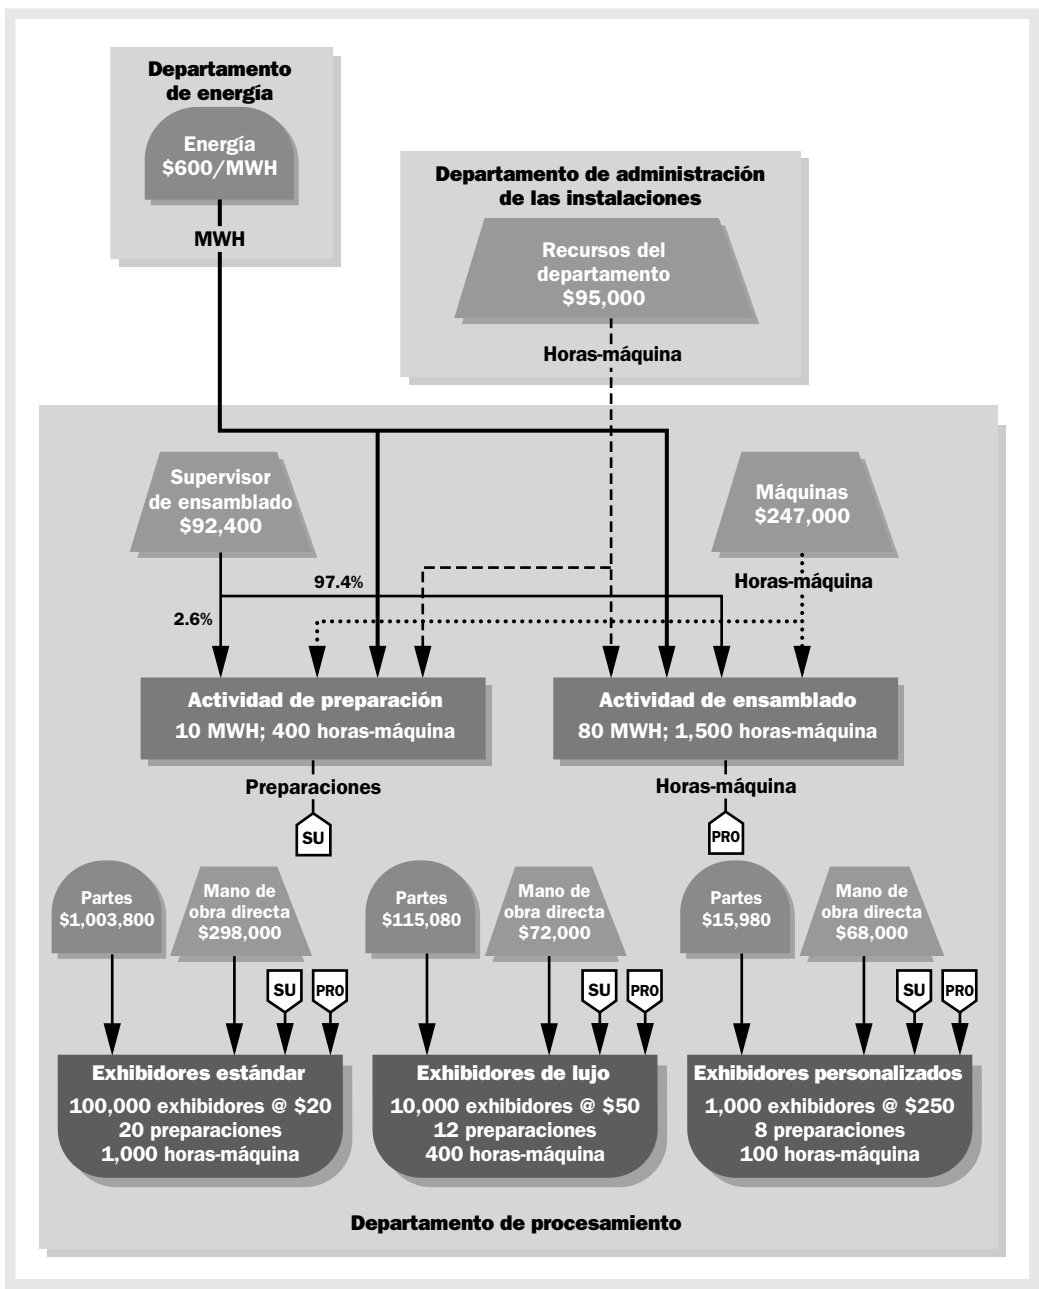 Departamento
de energía
Energía
$600/MWH
MWH
Departamento de administración
de las instalaciones
Recursos del
departamento
$95,000
Horas-máquina
Supervisor
de ensamblado
$92,400
Máquinas
$247,000
Horas-máquina
97.4%
2.6%
Actividad de preparación
10 MWH; 400 horas-máquina
Actividad de ensamblado
80 MWH; 1,500 horas-máquina
Preparaciones
Horas-máquina
SU
PRO
Partes
$1,003,800
Mano de
obra directa
$298,000
Partes
$115,080
Mano de
obra directa
$72,000
Partes
$15,980
Mano de
obra directa
$68,000
SU
PRO
SU
PRO
SU
PRO
Exhibidores estándar
100,000 exhibidores @ $20
20 preparaciones
1,000 horas-máquina
Exhibidores de lujo
10,000 exhibidores @ $50
12 preparaciones
400 horas-máquina
Exhibidores personalizados
1,000 exhibidores @ $250
8 preparaciones
100 horas-máquina
Departamento de procesamiento